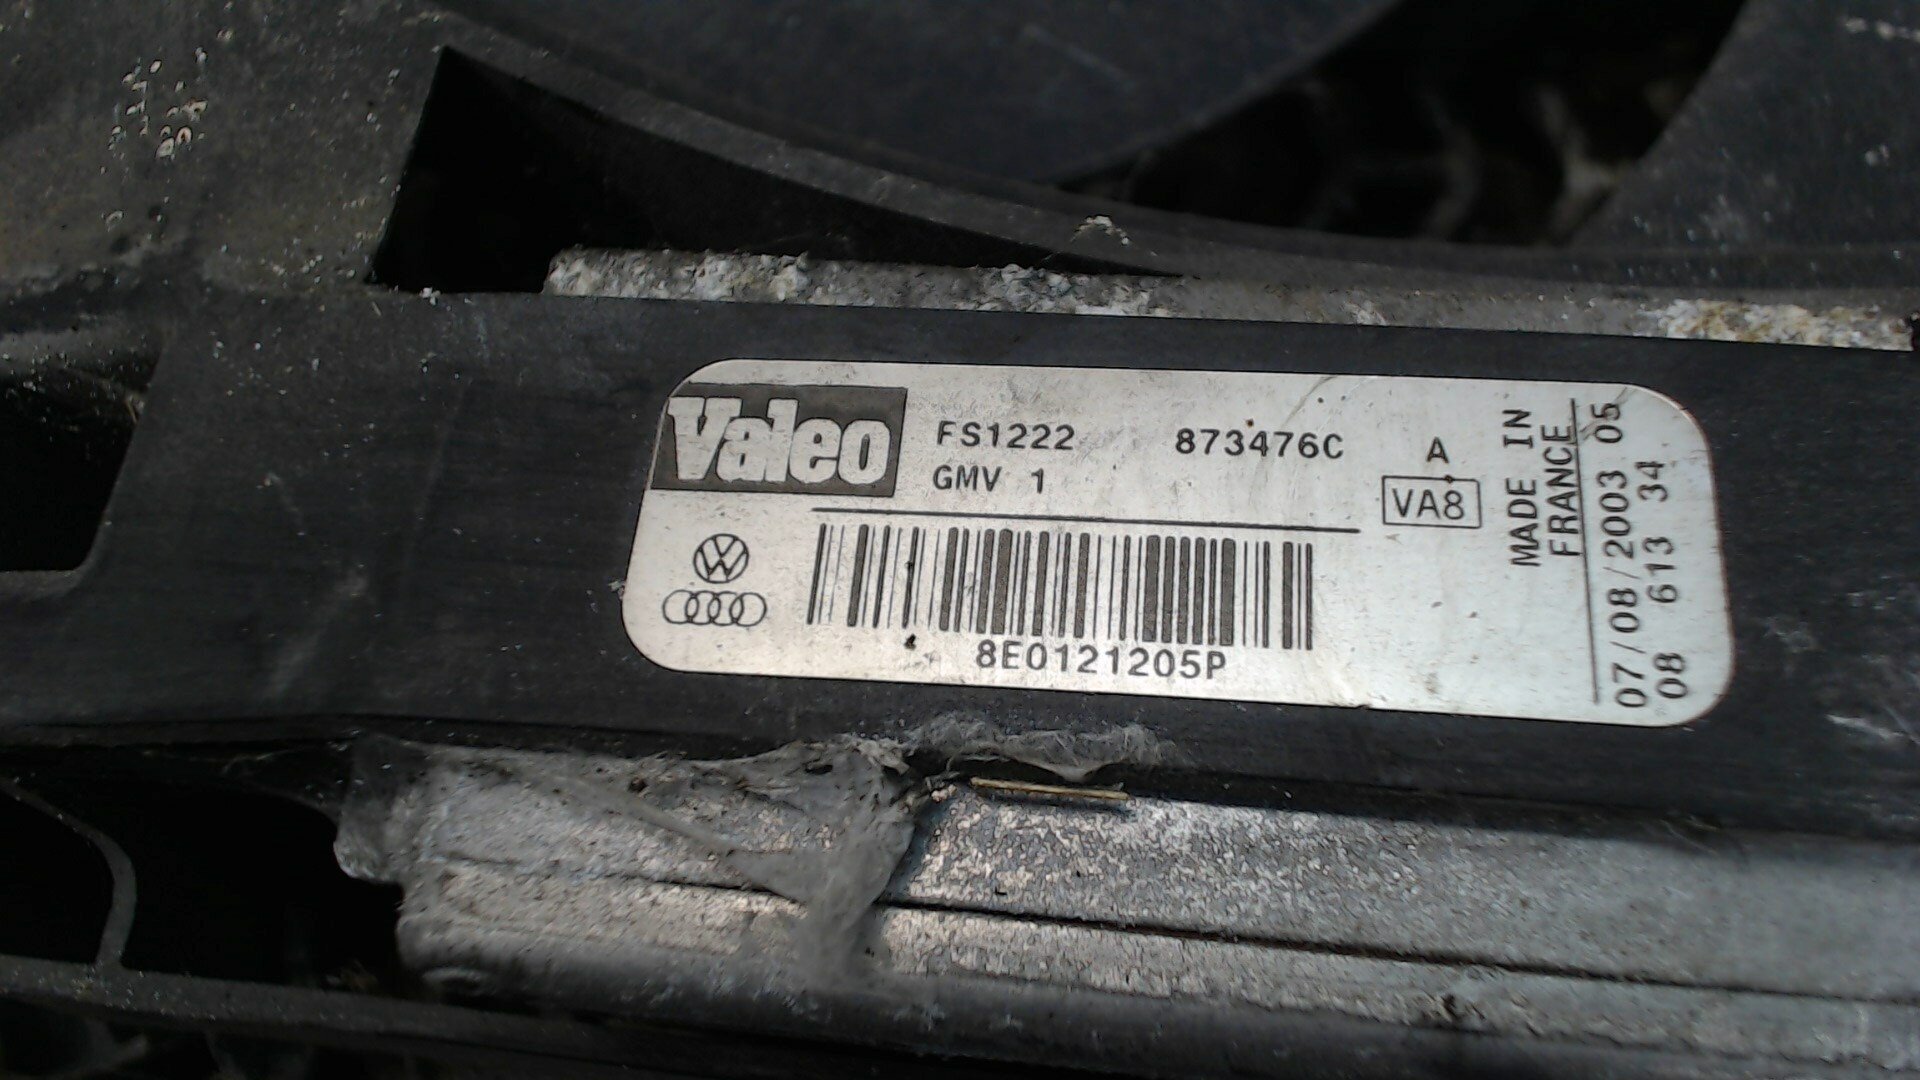 Valeo
FS1222 873476C
GMV 1
A
VA8
8E0121205P
MADE IN
FRANCE
07/08/2003 05
08 613 34